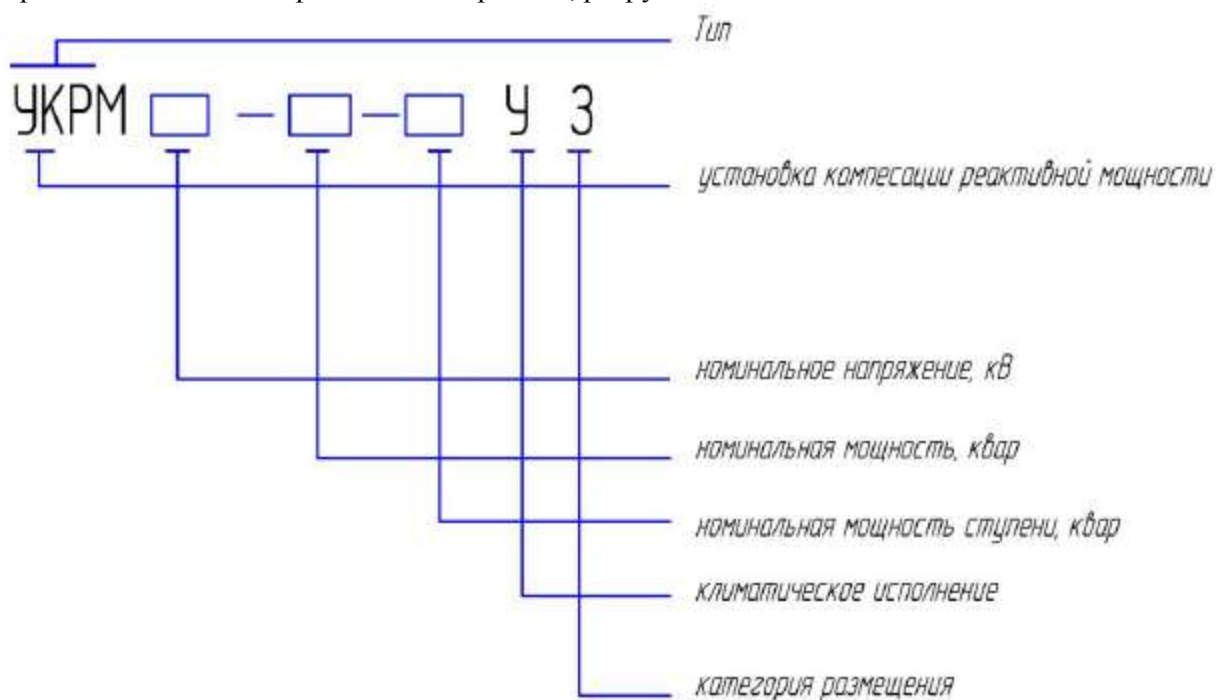 Тип
УКРМ - - У 3
установка компесации реактивной мощности
номинальное напряжение, кВ
номинальная мощность, квар
номинальная мощность ступени, квар
климатическое исполнение
категория размещения